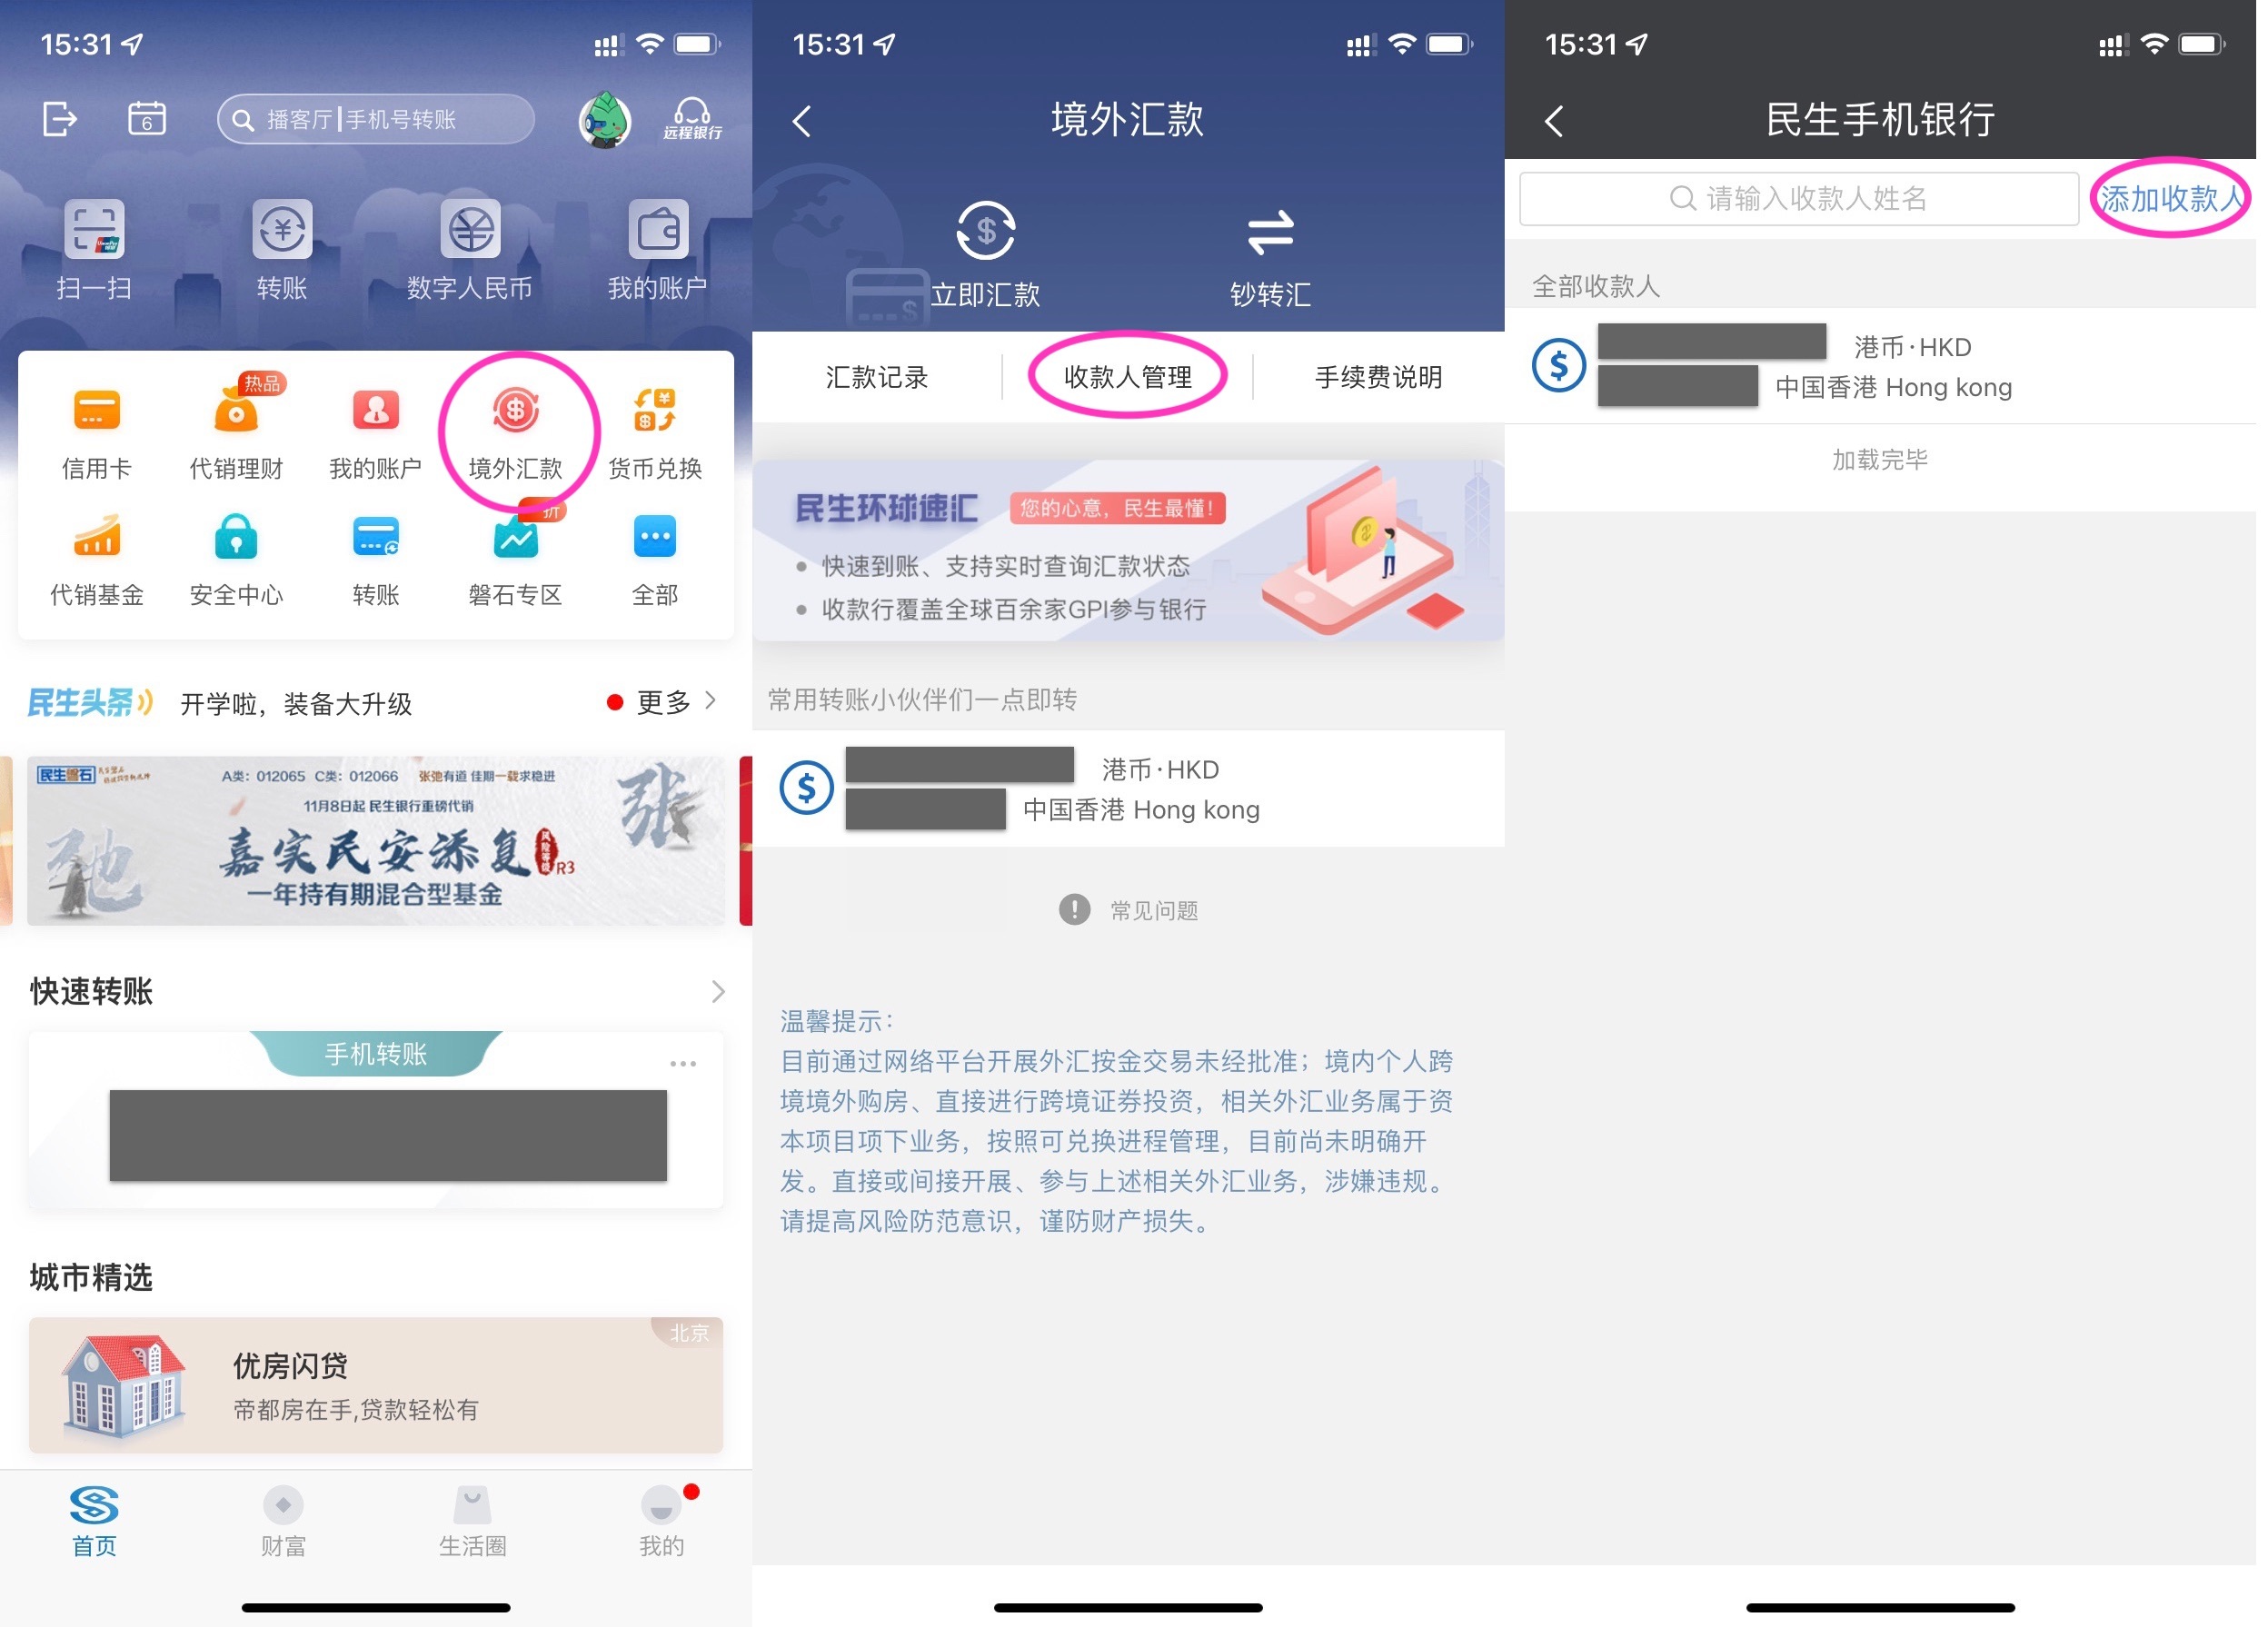 15:31
6
播客厅|手机号转账
远程银行
扫一扫
转账
数字人民币
我的账户
热品
信用卡
代销理财
我的账户
境外汇款
货币兑换
折
代销基金
安全中心
转账
磐石专区
全部
民生头条
开学啦，装备大升级
更多
民生磐石
A类：012065 C类：012066 张弛有道 佳期一载求稳进
11月8日起 民生银行重磅代销
张
弛
嘉实民安添复
风险等级
R3
一年持有期混合型基金
快速转账
手机转账
城市精选
北京
优房闪贷
帝都房在手,贷款轻松有
首页
财富
生活圈
我的
15:31
境外汇款
立即汇款
钞转汇
汇款记录
收款人管理
手续费说明
民生环球速汇
您的心意，民生最懂！
• 快速到账、支持实时查询汇款状态
• 收款行覆盖全球百余家GPI参与银行
常用转账小伙伴们一点即转
港币·HKD
中国香港 Hong kong
常见问题
温馨提示：
目前通过网络平台开展外汇按金交易未经批准；境内个人跨
境境外购房、直接进行跨境证券投资，相关外汇业务属于资
本项目项下业务，按照可兑换进程管理，目前尚未明确开
发。直接或间接开展、参与上述相关外汇业务，涉嫌违规。
请提高风险防范意识，谨防财产损失。
15:31
民生手机银行
请输入收款人姓名
添加收款人
全部收款人
港币·HKD
中国香港 Hong kong
加载完毕